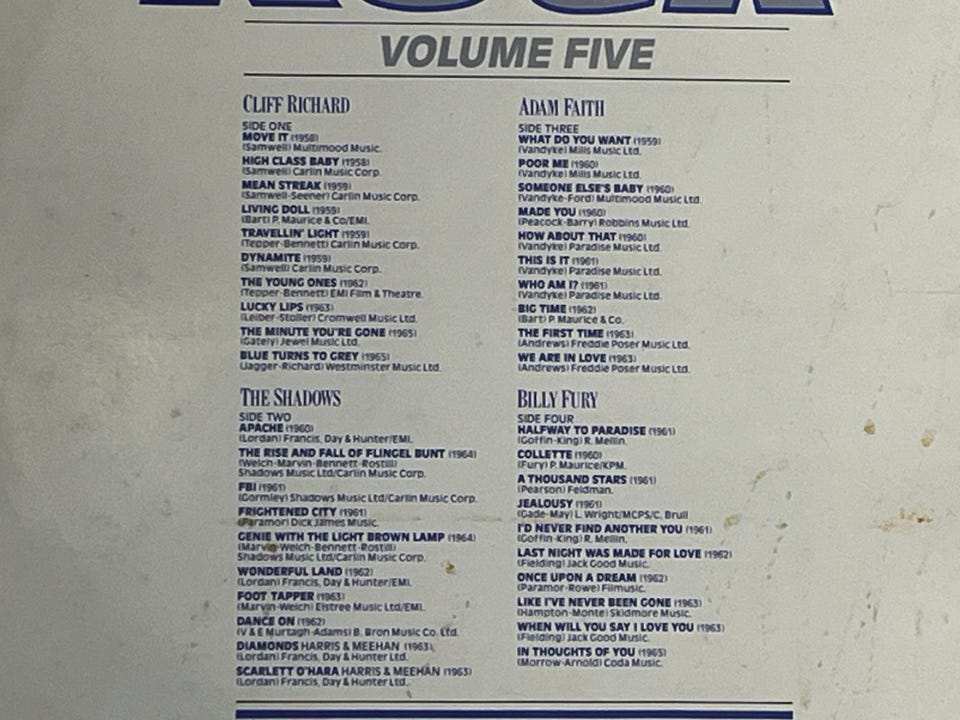 ROCK
VOLUME FIVE
CLIFF RICHARD
SIDE ONE
MOVE IT (1958)
(Samwell) Multimood Music.
HIGH CLASS BABY (1958)
(Samwell) Carlin Music Corp.
MEAN STREAK (1959)
(Samwell-Seener) Carlin Music Corp.
LIVING DOLL (1959)
(Bart) P. Maurice & Co/EMI.
TRAVELLIN' LIGHT (1959)
(Tepper-Bennett) Carlin Music Corp.
DYNAMITE (1959)
(Samwell) Carlin Music Corp.
THE YOUNG ONES (1962)
(Tepper-Bennett) EMI Film & Theatre.
LUCKY LIPS (1963)
(Leiber-Stoller) Cromwell Music Ltd.
THE MINUTE YOU'RE GONE (1965)
(Gately) Jewel Music Ltd.
BLUE TURNS TO GREY (1965)
(Jagger-Richard) Westminster Music Ltd.
THE SHADOWS
SIDE TWO
APACHE (1960)
(Lordan) Francis, Day & Hunter/EMI.
THE RISE AND FALL OF FLINGEL BUNT (1964)
(Welch-Marvin-Bennett-Rostill)
Shadows Music Ltd/Carlin Music Corp.
FBI (1961)
(Gormley) Shadows Music Ltd/Carlin Music Corp.
FRIGHTENED CITY (1961)
(Paramor) Dick James Music.
GENIE WITH THE LIGHT BROWN LAMP (1964)
(Marvin-Welch-Bennett-Rostill)
Shadows Music Ltd/Carlin Music Corp.
WONDERFUL LAND (1962)
(Lordan) Francis, Day & Hunter/EMI.
FOOT TAPPER (1963)
(Marvin-Welch) Elstree Music Ltd/EMI.
DANCE ON (1962)
(V & E Murtagh-Adams) B. Bron Music Co. Ltd.
DIAMONDS HARRIS & MEEHAN (1963)
(Lordan) Francis, Day & Hunter Ltd.
SCARLETT O'HARA HARRIS & MEEHAN (1963)
(Lordan) Francis, Day & Hunter Ltd.
ADAM FAITH
SIDE THREE
WHAT DO YOU WANT (1959)
(Vandyke) Mills Music Ltd.
POOR ME (1960)
(Vandyke) Mills Music Ltd.
SOMEONE ELSE'S BABY (1960)
(Vandyke-Ford) Multimood Music Ltd.
MADE YOU (1960)
(Peacock-Barry) Robbins Music Ltd.
HOW ABOUT THAT (1960)
(Vandyke) Paradise Music Ltd.
THIS IS IT (1961)
(Vandyke) Paradise Music Ltd.
WHO AM I? (1961)
(Vandyke) Paradise Music Ltd.
BIG TIME (1962)
(Bart) P. Maurice & Co.
THE FIRST TIME (1963)
(Andrews) Freddie Poser Music Ltd.
WE ARE IN LOVE (1963)
(Andrews) Freddie Poser Music Ltd.
BILLY FURY
SIDE FOUR
HALFWAY TO PARADISE (1961)
(Goffin-King) R. Mellin.
COLLETTE (1960)
(Fury) P. Maurice/KPM.
A THOUSAND STARS (1961)
(Pearson) Feldman.
JEALOUSY (1961)
(Gade-May) L. Wright/MCPS/C. Brull
I'D NEVER FIND ANOTHER YOU (1961)
(Goffin-King) R. Mellin.
LAST NIGHT WAS MADE FOR LOVE (1962)
(Fielding) Jack Good Music.
ONCE UPON A DREAM (1962)
(Paramor-Rowe) Filmusic.
LIKE I'VE NEVER BEEN GONE (1963)
(Hampton-Monte) Skidmore Music.
WHEN WILL YOU SAY I LOVE YOU (1963)
(Fielding) Jack Good Music.
IN THOUGHTS OF YOU (1965)
(Morrow-Arnold) Coda Music.